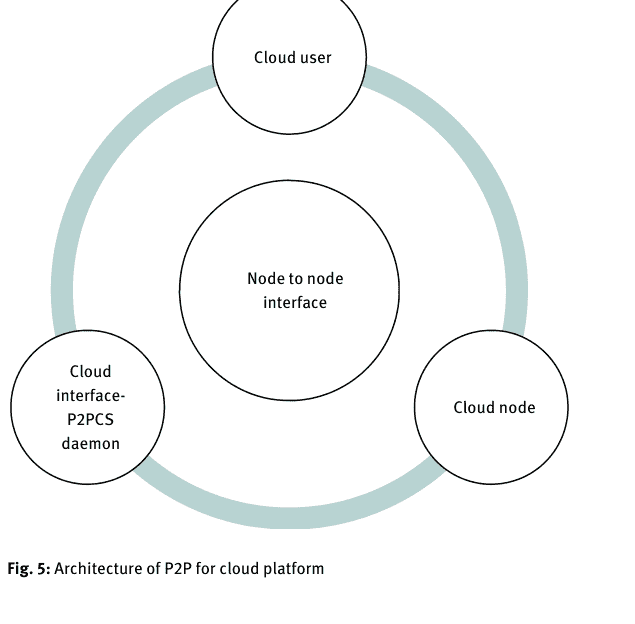 Cloud user
Node to node
interface
Cloud
interface-
P2PCS
daemon
Cloud node
Fig. 5: Architecture of P2P for cloud platform